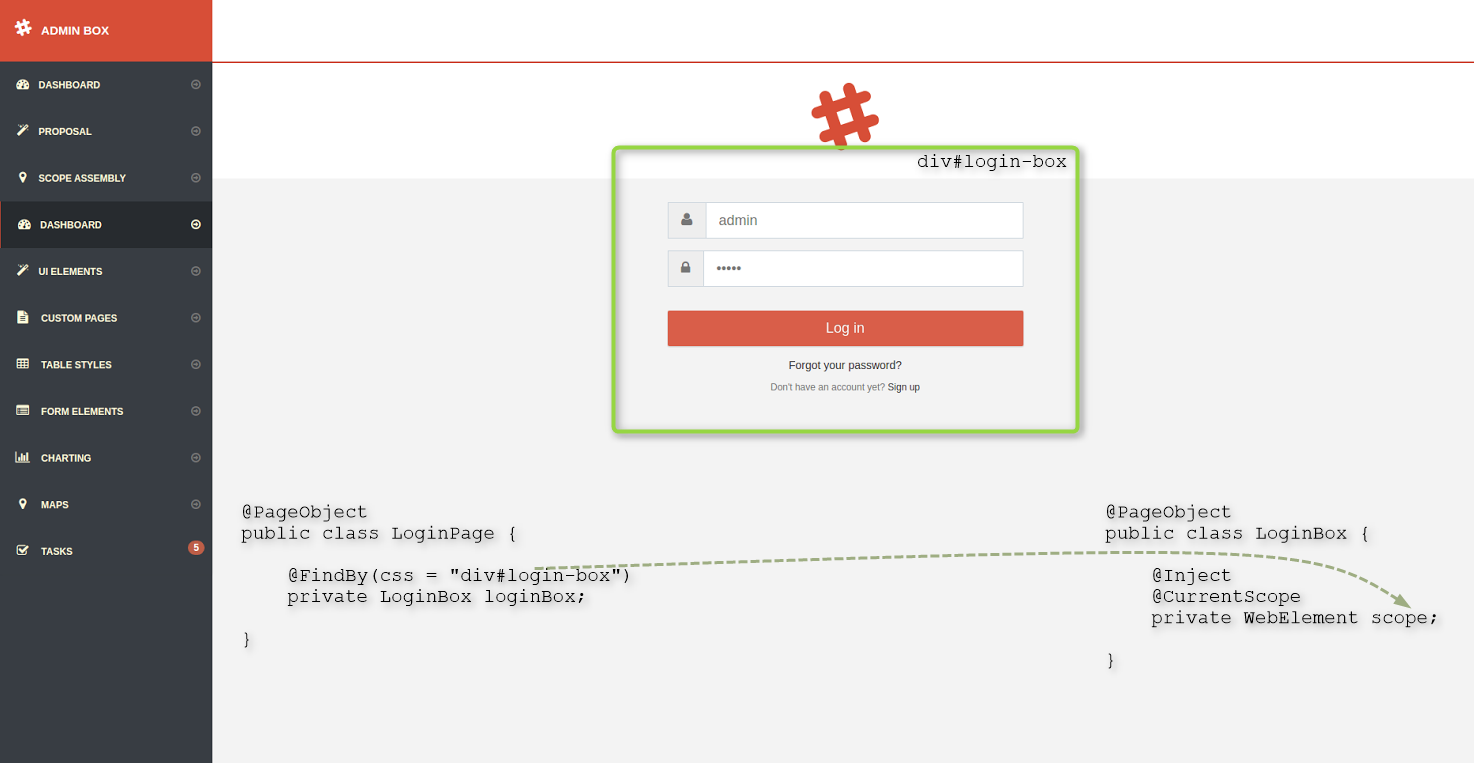 ADMIN BOX
DASHBOARD
PROPOSAL
SCOPE ASSEMBLY
DASHBOARD
UI ELEMENTS
CUSTOM PAGES
TABLE STYLES
FORM ELEMENTS
CHARTING
MAPS
TASKS 5
div#login-box
admin
•••••
Log in
Forgot your password?
Don't have an account yet? Sign up
@PageObject
public class LoginPage {
@FindBy(css = "div#login-box")
private LoginBox loginBox;
}
@PageObject
public class LoginBox {
@Inject
@CurrentScope
private WebElement scope;
}